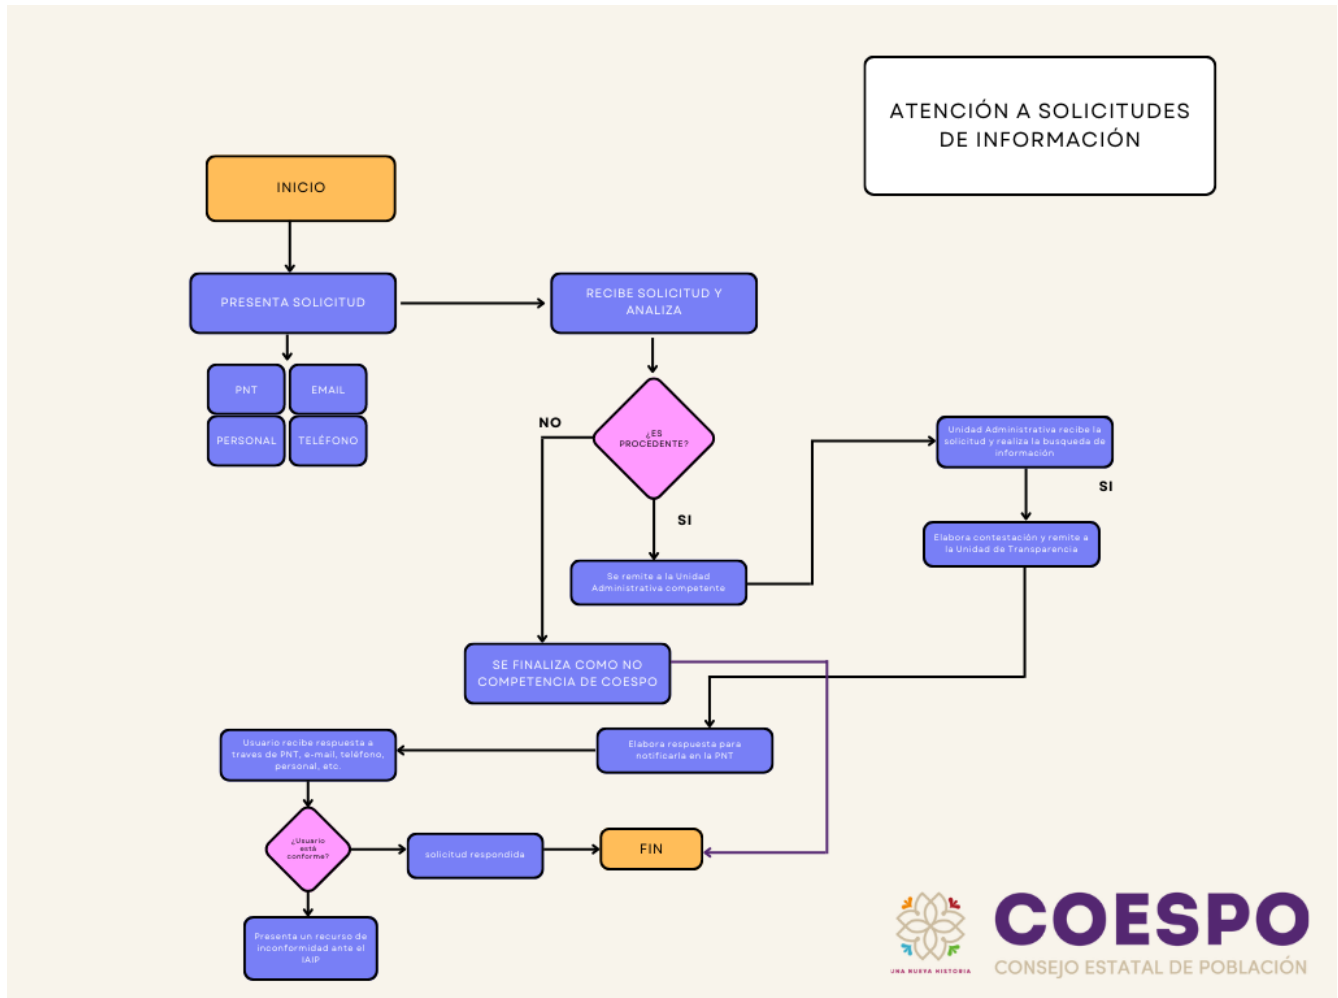 ATENCIÓN A SOLICITUDES
DE INFORMACIÓN
INICIO
PRESENTA SOLICITUD
RECIBE SOLICITUD Y
ANALIZA
PNT
EMAIL
PERSONAL
TELÉFONO
¿ES
PROCEDENTE?
NO
SI
Unidad Administrativa recibe la
solicitud y realiza la busqueda de
información
SI
Elabora contestación y remite a
la Unidad de Transparencia
Se remite a la Unidad
Administrativa competente
SE FINALIZA COMO NO
COMPETENCIA DE COESPO
Elabora respuesta para
notificarla en la PNT
Usuario recibe respuesta a
traves de PNT, e-mail, teléfono,
personal, etc.
¿Usuario
está
conforme?
solicitud respondida
FIN
Presenta un recurso de
inconformidad ante el
IAIP
UNA NUEVA HISTORIA
COESPO
CONSEJO ESTATAL DE POBLACIÓN